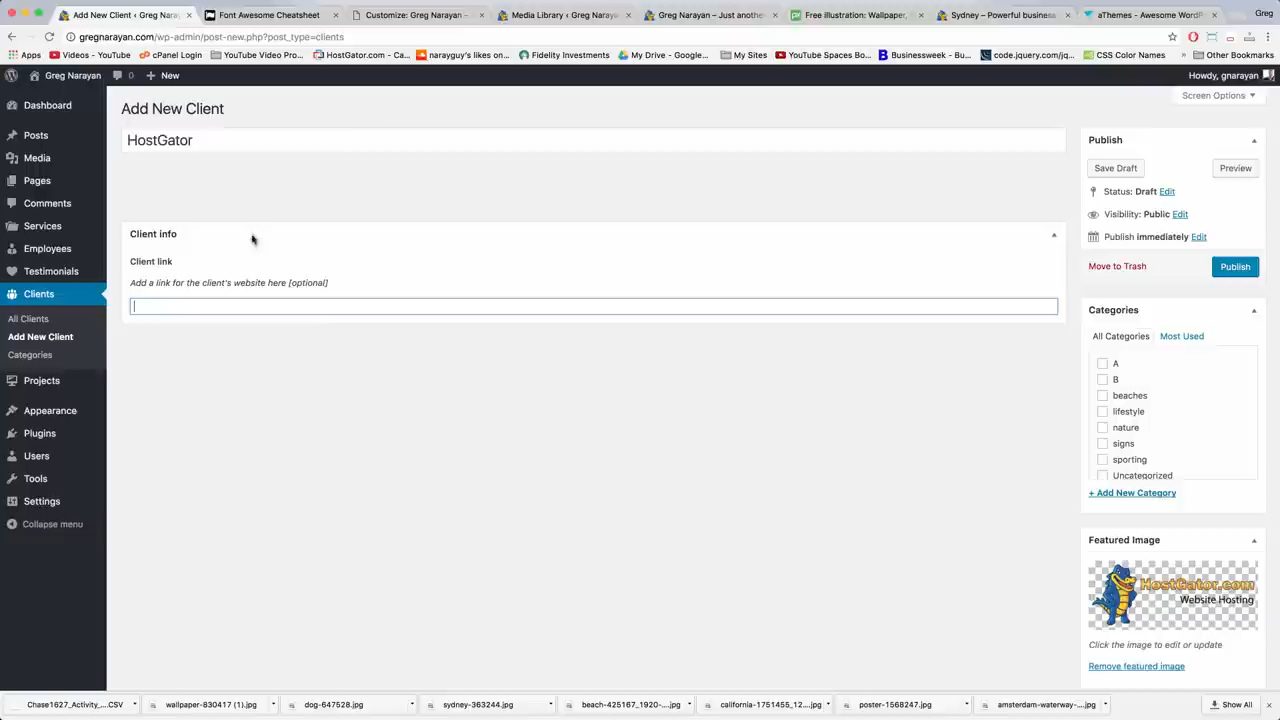 Add New Client ‹ Greg Narayan
Font Awesome Cheatsheet
Customize: Greg Narayan -
Media Library ‹ Greg Narayan
Greg Narayan – Just another
Free illustration: Wallpaper,
Sydney – Powerful business
aThemes - Awesome WordP
Greg
gregnarayan.com/wp-admin/post-new.php?post_type=clients
Apps
Videos - YouTube
cPanel Login
YouTube Video Pro...
HostGator.com - Ca...
narayguy's likes on...
Fidelity Investments
My Drive - Google...
My Sites
YouTube Spaces Bo...
Businessweek - Bu...
code.jquery.com/jq...
CSS Color Names
»
Other Bookmarks
Greg Narayan
0
New
Howdy, gnarayan
Screen Options
Dashboard
Posts
Media
Pages
Comments
Services
Employees
Testimonials
Clients
All Clients
Add New Client
Categories
Projects
Appearance
Plugins
Users
Tools
Settings
Collapse menu
Add New Client
HostGator
Client info
Client link
Add a link for the client's website here [optional]
Publish
Save Draft
Preview
Status: Draft Edit
Visibility: Public Edit
Publish immediately Edit
Move to Trash
Publish
Categories
All Categories
Most Used
A
B
beaches
lifestyle
nature
signs
sporting
Uncategorized
+ Add New Category
Featured Image
HostGator.com
Website Hosting
Click the image to edit or update
Remove featured image
Chase1627_Activity_....CSV
wallpaper-830417 (1).jpg
dog-647528.jpg
sydney-363244.jpg
beach-425167_1920-...jpg
california-1751455_12....jpg
poster-1568247.jpg
amsterdam-waterway-....jpg
Show All